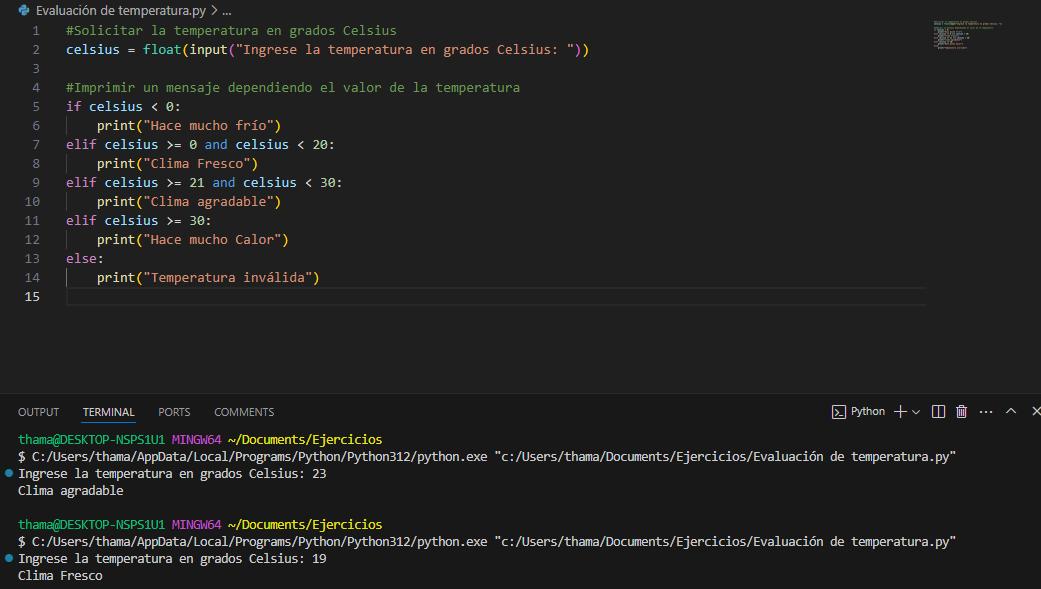 Evaluación de temperatura.py > ...
1 #Solicitar la temperatura en grados Celsius
2 celsius = float(input("Ingrese la temperatura en grados Celsius: "))
3
4 #Imprimir un mensaje dependiendo el valor de la temperatura
5 if celsius < 0:
6     print("Hace mucho frío")
7 elif celsius >= 0 and celsius < 20:
8     print("Clima Fresco")
9 elif celsius >= 21 and celsius < 30:
10     print("Clima agradable")
11 elif celsius >= 30:
12     print("Hace mucho Calor")
13 else:
14     print("Temperatura inválida")
15
OUTPUT TERMINAL PORTS COMMENTS Python
thama@DESKTOP-NSPS1U1 MINGW64 ~/Documents/Ejercicios
$ C:/Users/thama/AppData/Local/Programs/Python/Python312/python.exe "c:/Users/thama/Documents/Ejercicios/Evaluación de temperatura.py"
Ingrese la temperatura en grados Celsius: 23
Clima agradable
thama@DESKTOP-NSPS1U1 MINGW64 ~/Documents/Ejercicios
$ C:/Users/thama/AppData/Local/Programs/Python/Python312/python.exe "c:/Users/thama/Documents/Ejercicios/Evaluación de temperatura.py"
Ingrese la temperatura en grados Celsius: 19
Clima Fresco